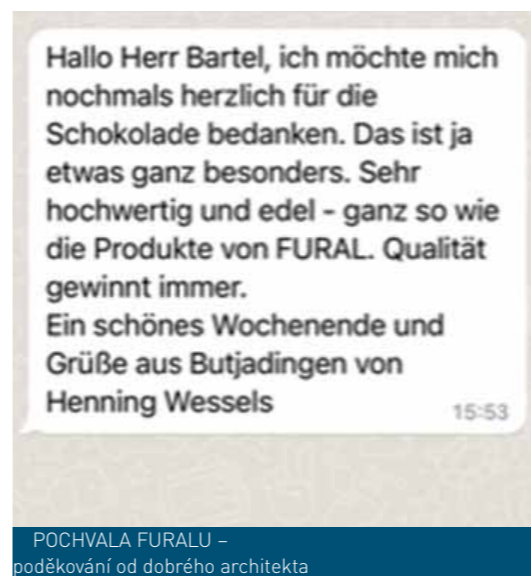 Hallo Herr Bartel, ich möchte mich
nochmals herzlich für die
Schokolade bedanken. Das ist ja
etwas ganz besonders. Sehr
hochwertig und edel - ganz so wie
die Produkte von FURAL. Qualität
gewinnt immer.
Ein schönes Wochenende und
Grüße aus Butjadingen von
Henning Wessels
15:53
POCHVALA FURALU –
poděkování od dobrého architekta